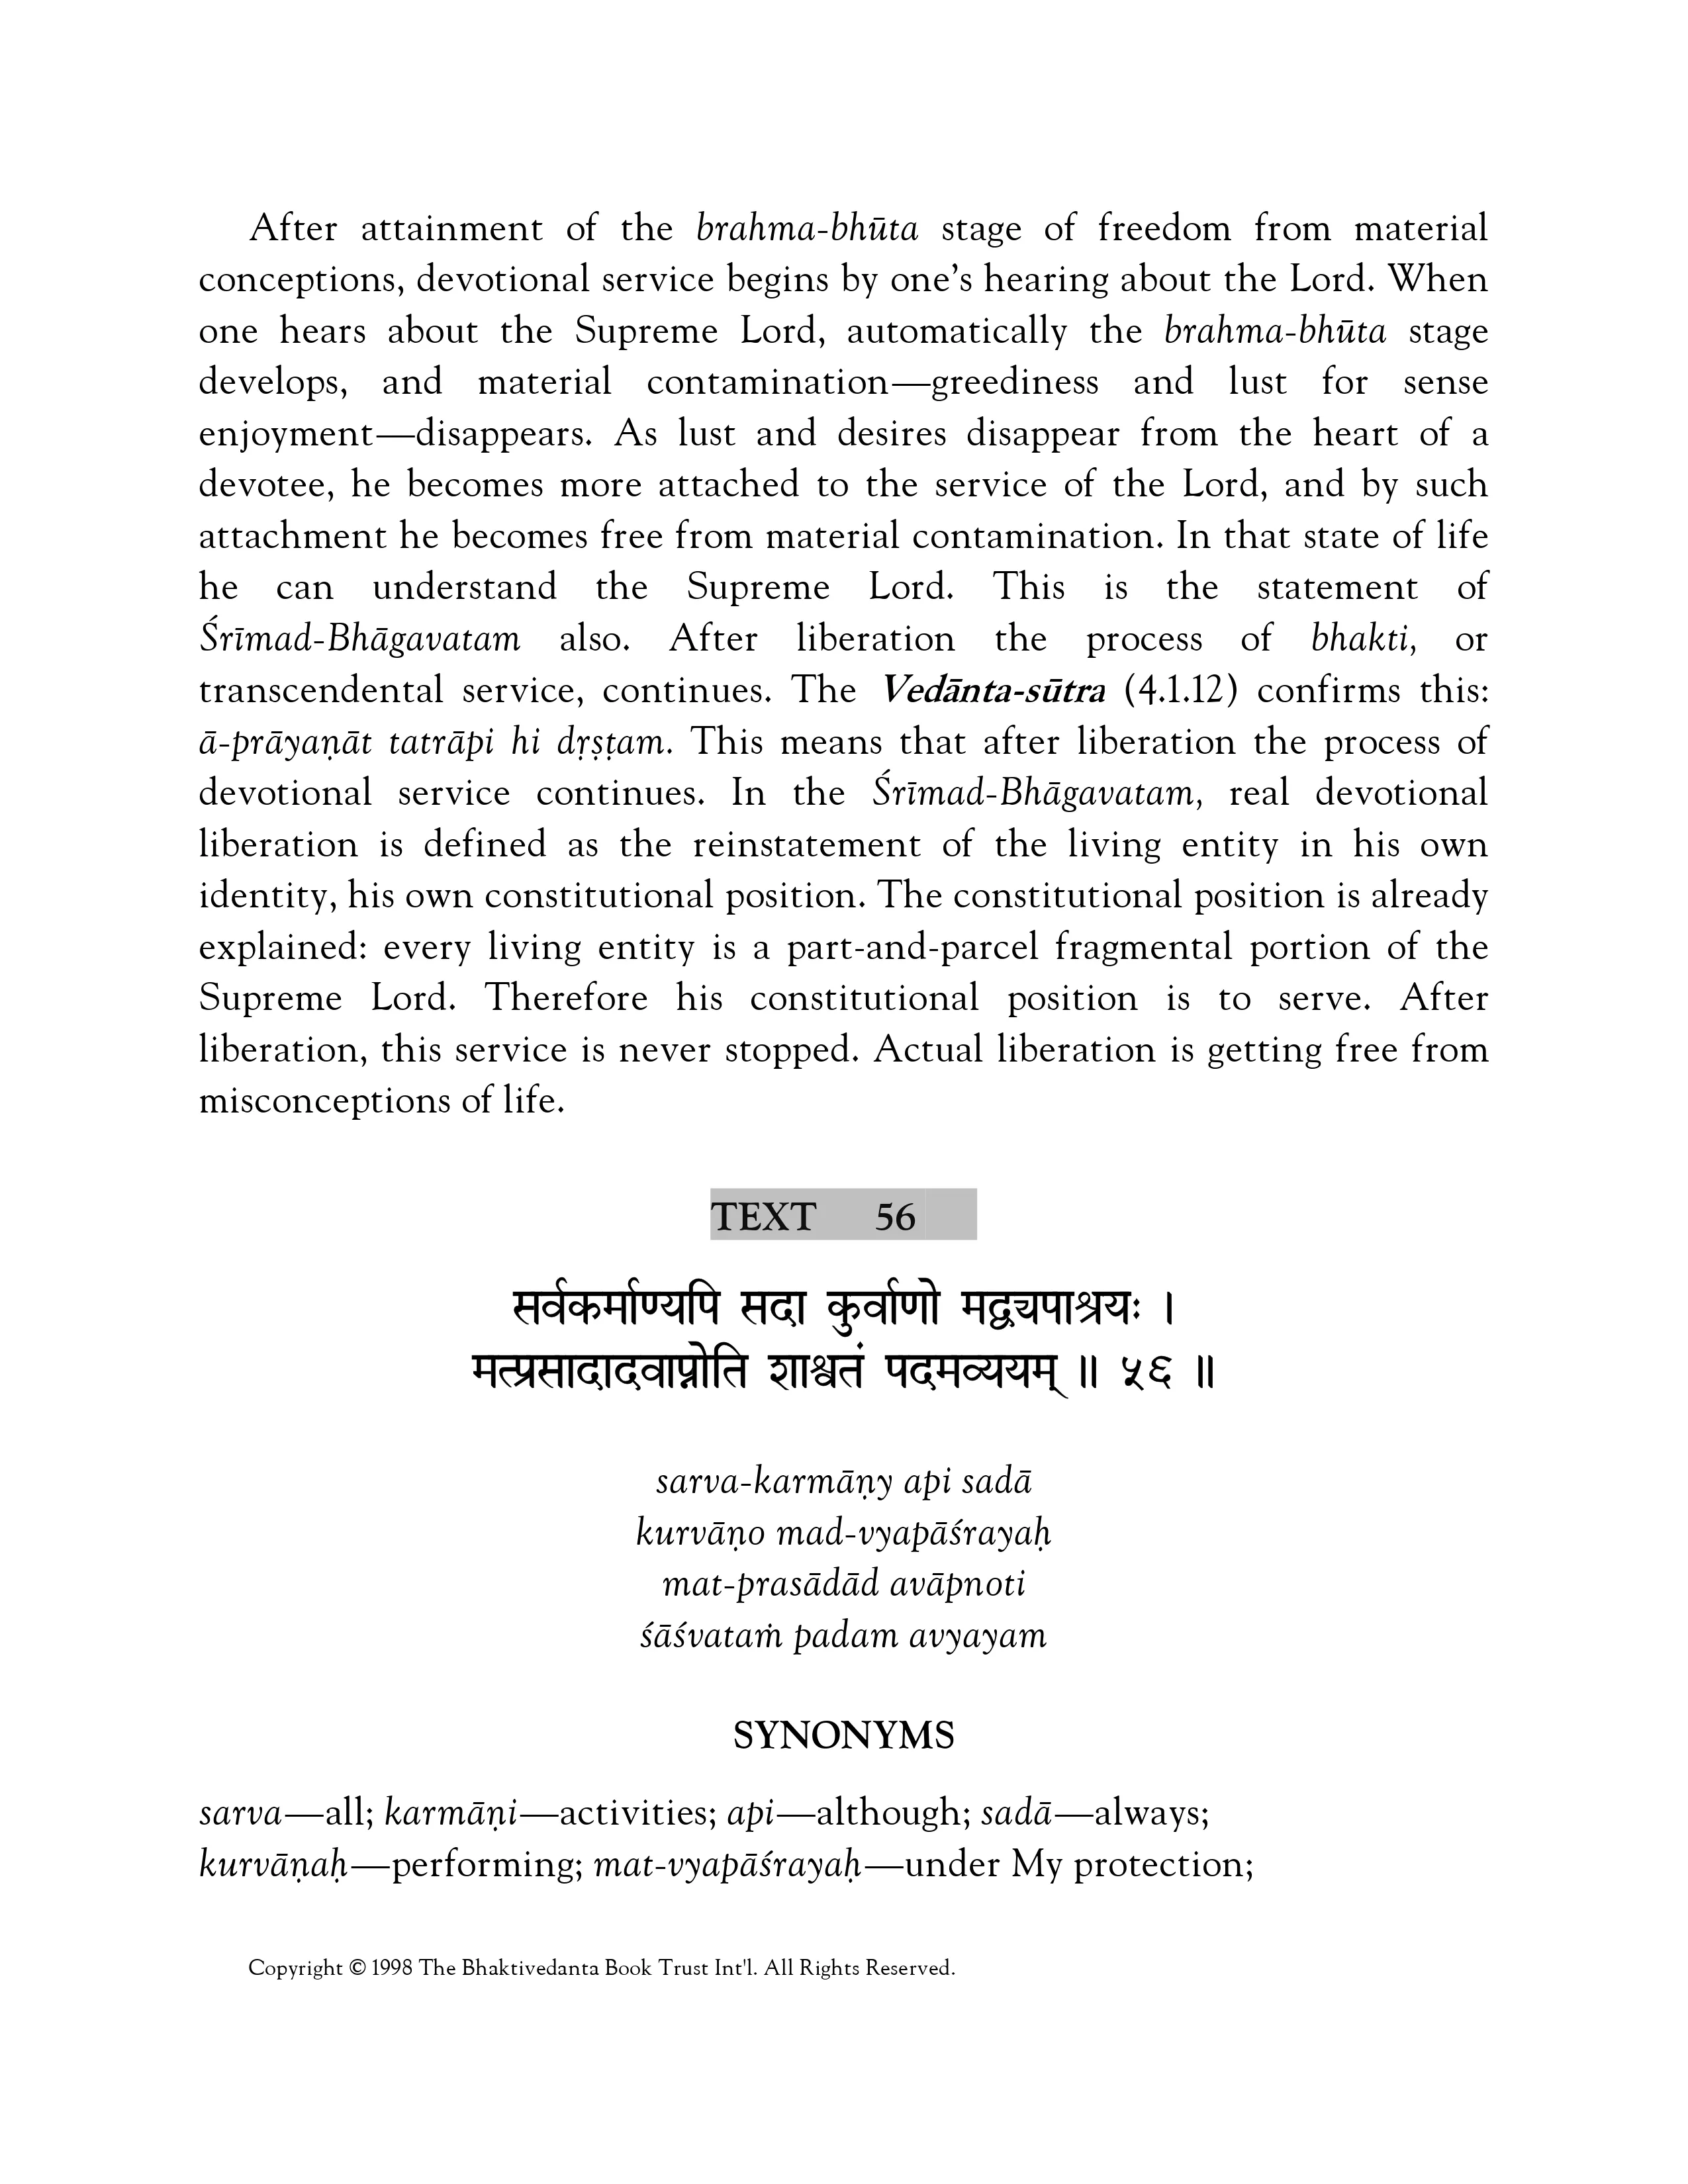 After attainment of the brahma-bhūta stage of freedom from material
conceptions, devotional service begins by one’s hearing about the Lord. When
one hears about the Supreme Lord, automatically the brahma-bhūta stage
develops, and material contamination—greediness and lust for sense
enjoyment—disappears. As lust and desires disappear from the heart of a
devotee, he becomes more attached to the service of the Lord, and by such
attachment he becomes free from material contamination. In that state of life
he can understand the Supreme Lord. This is the statement of
Śrīmad-Bhāgavatam also. After liberation the process of bhakti, or
transcendental service, continues. The Vedānta-sūtra (4.1.12) confirms this:
ā-prāyaṇāt tatrāpi hi dṛṣṭam. This means that after liberation the process of
devotional service continues. In the Śrīmad-Bhāgavatam, real devotional
liberation is defined as the reinstatement of the living entity in his own
identity, his own constitutional position. The constitutional position is already
explained: every living entity is a part-and-parcel fragmental portion of the
Supreme Lord. Therefore his constitutional position is to serve. After
liberation, this service is never stopped. Actual liberation is getting free from
misconceptions of life.
TEXT 56
सर्वकर्माण्यपि सदा कुर्वाणो मद्व्यपाश्रयः ।
मत्प्रसादादवाप्नोति शाश्वतं पदमव्ययम् ॥ ५६ ॥
sarva-karmāṇy api sadā
kurvāṇo mad-vyapāśrayaḥ
mat-prasādād avāpnoti
śāśvataṁ padam avyayam
SYNONYMS
sarva—all; karmāṇi—activities; api—although; sadā—always;
kurvāṇaḥ—performing; mat-vyapāśrayaḥ—under My protection;
Copyright © 1998 The Bhaktivedanta Book Trust Int'l. All Rights Reserved.